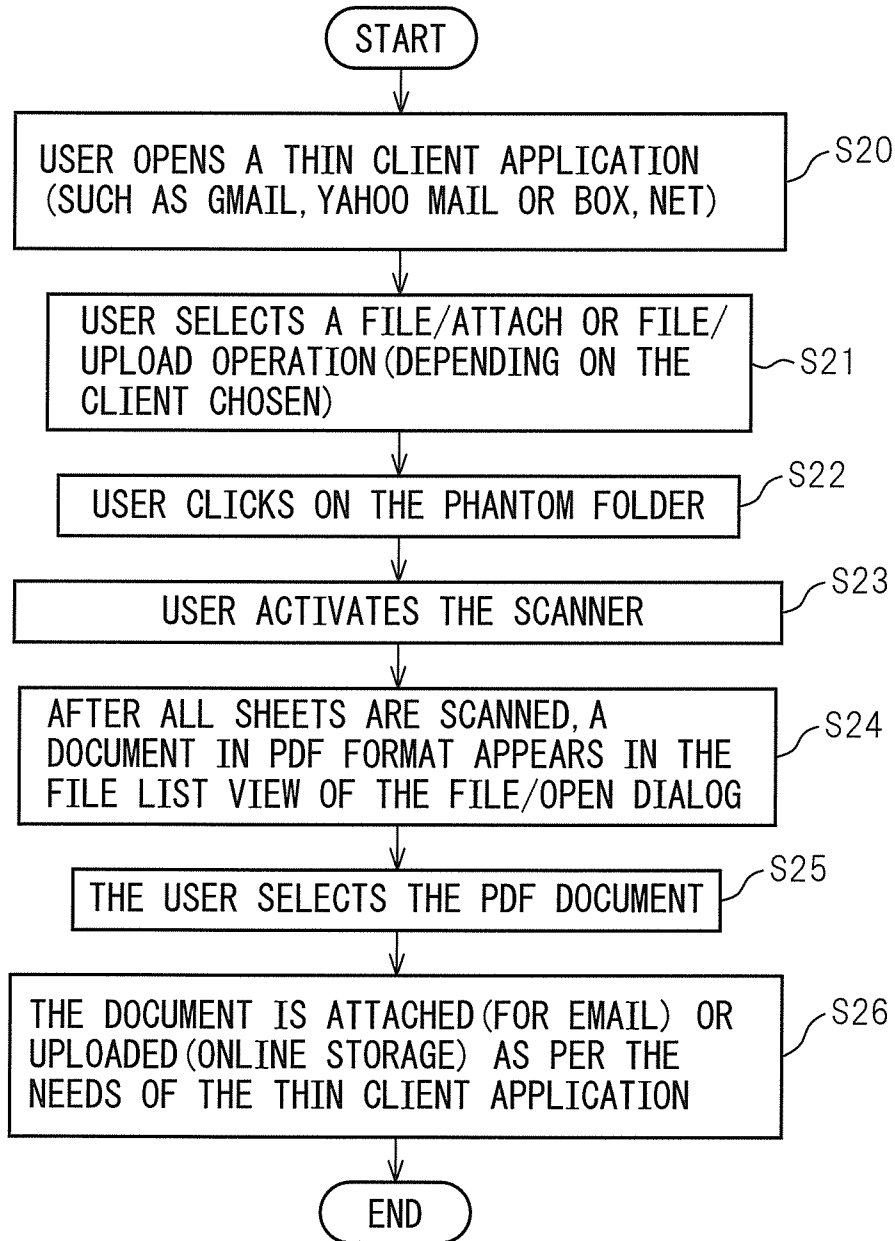 START
USER OPENS A THIN CLIENT APPLICATION
(SUCH AS GMAIL, YAHOO MAIL OR BOX, NET)
S20
USER SELECTS A FILE/ATTACH OR FILE/
UPLOAD OPERATION(DEPENDING ON THE
CLIENT CHOSEN)
S21
USER CLICKS ON THE PHANTOM FOLDER
S22
USER ACTIVATES THE SCANNER
S23
AFTER ALL SHEETS ARE SCANNED, A
DOCUMENT IN PDF FORMAT APPEARS IN THE
FILE LIST VIEW OF THE FILE/OPEN DIALOG
S24
THE USER SELECTS THE PDF DOCUMENT
S25
THE DOCUMENT IS ATTACHED(FOR EMAIL) OR
UPLOADED(ONLINE STORAGE) AS PER THE
NEEDS OF THE THIN CLIENT APPLICATION
S26
END